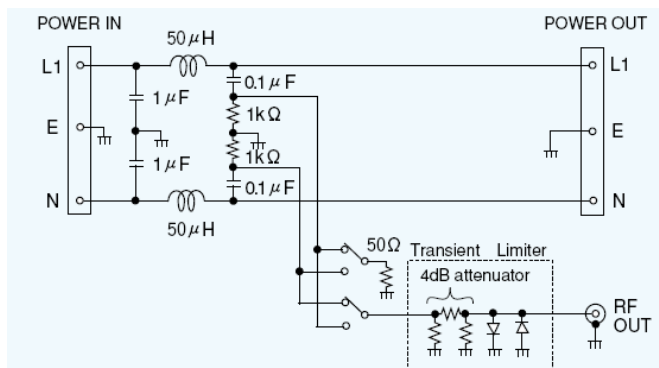 POWER IN
POWER OUT
50μH
L1
L1
0.1μF
1μF
1kΩ
E
E
1μF
1kΩ
0.1μF
N
N
50μH
50Ω
Transient Limiter
4dB attenuator
RF
OUT